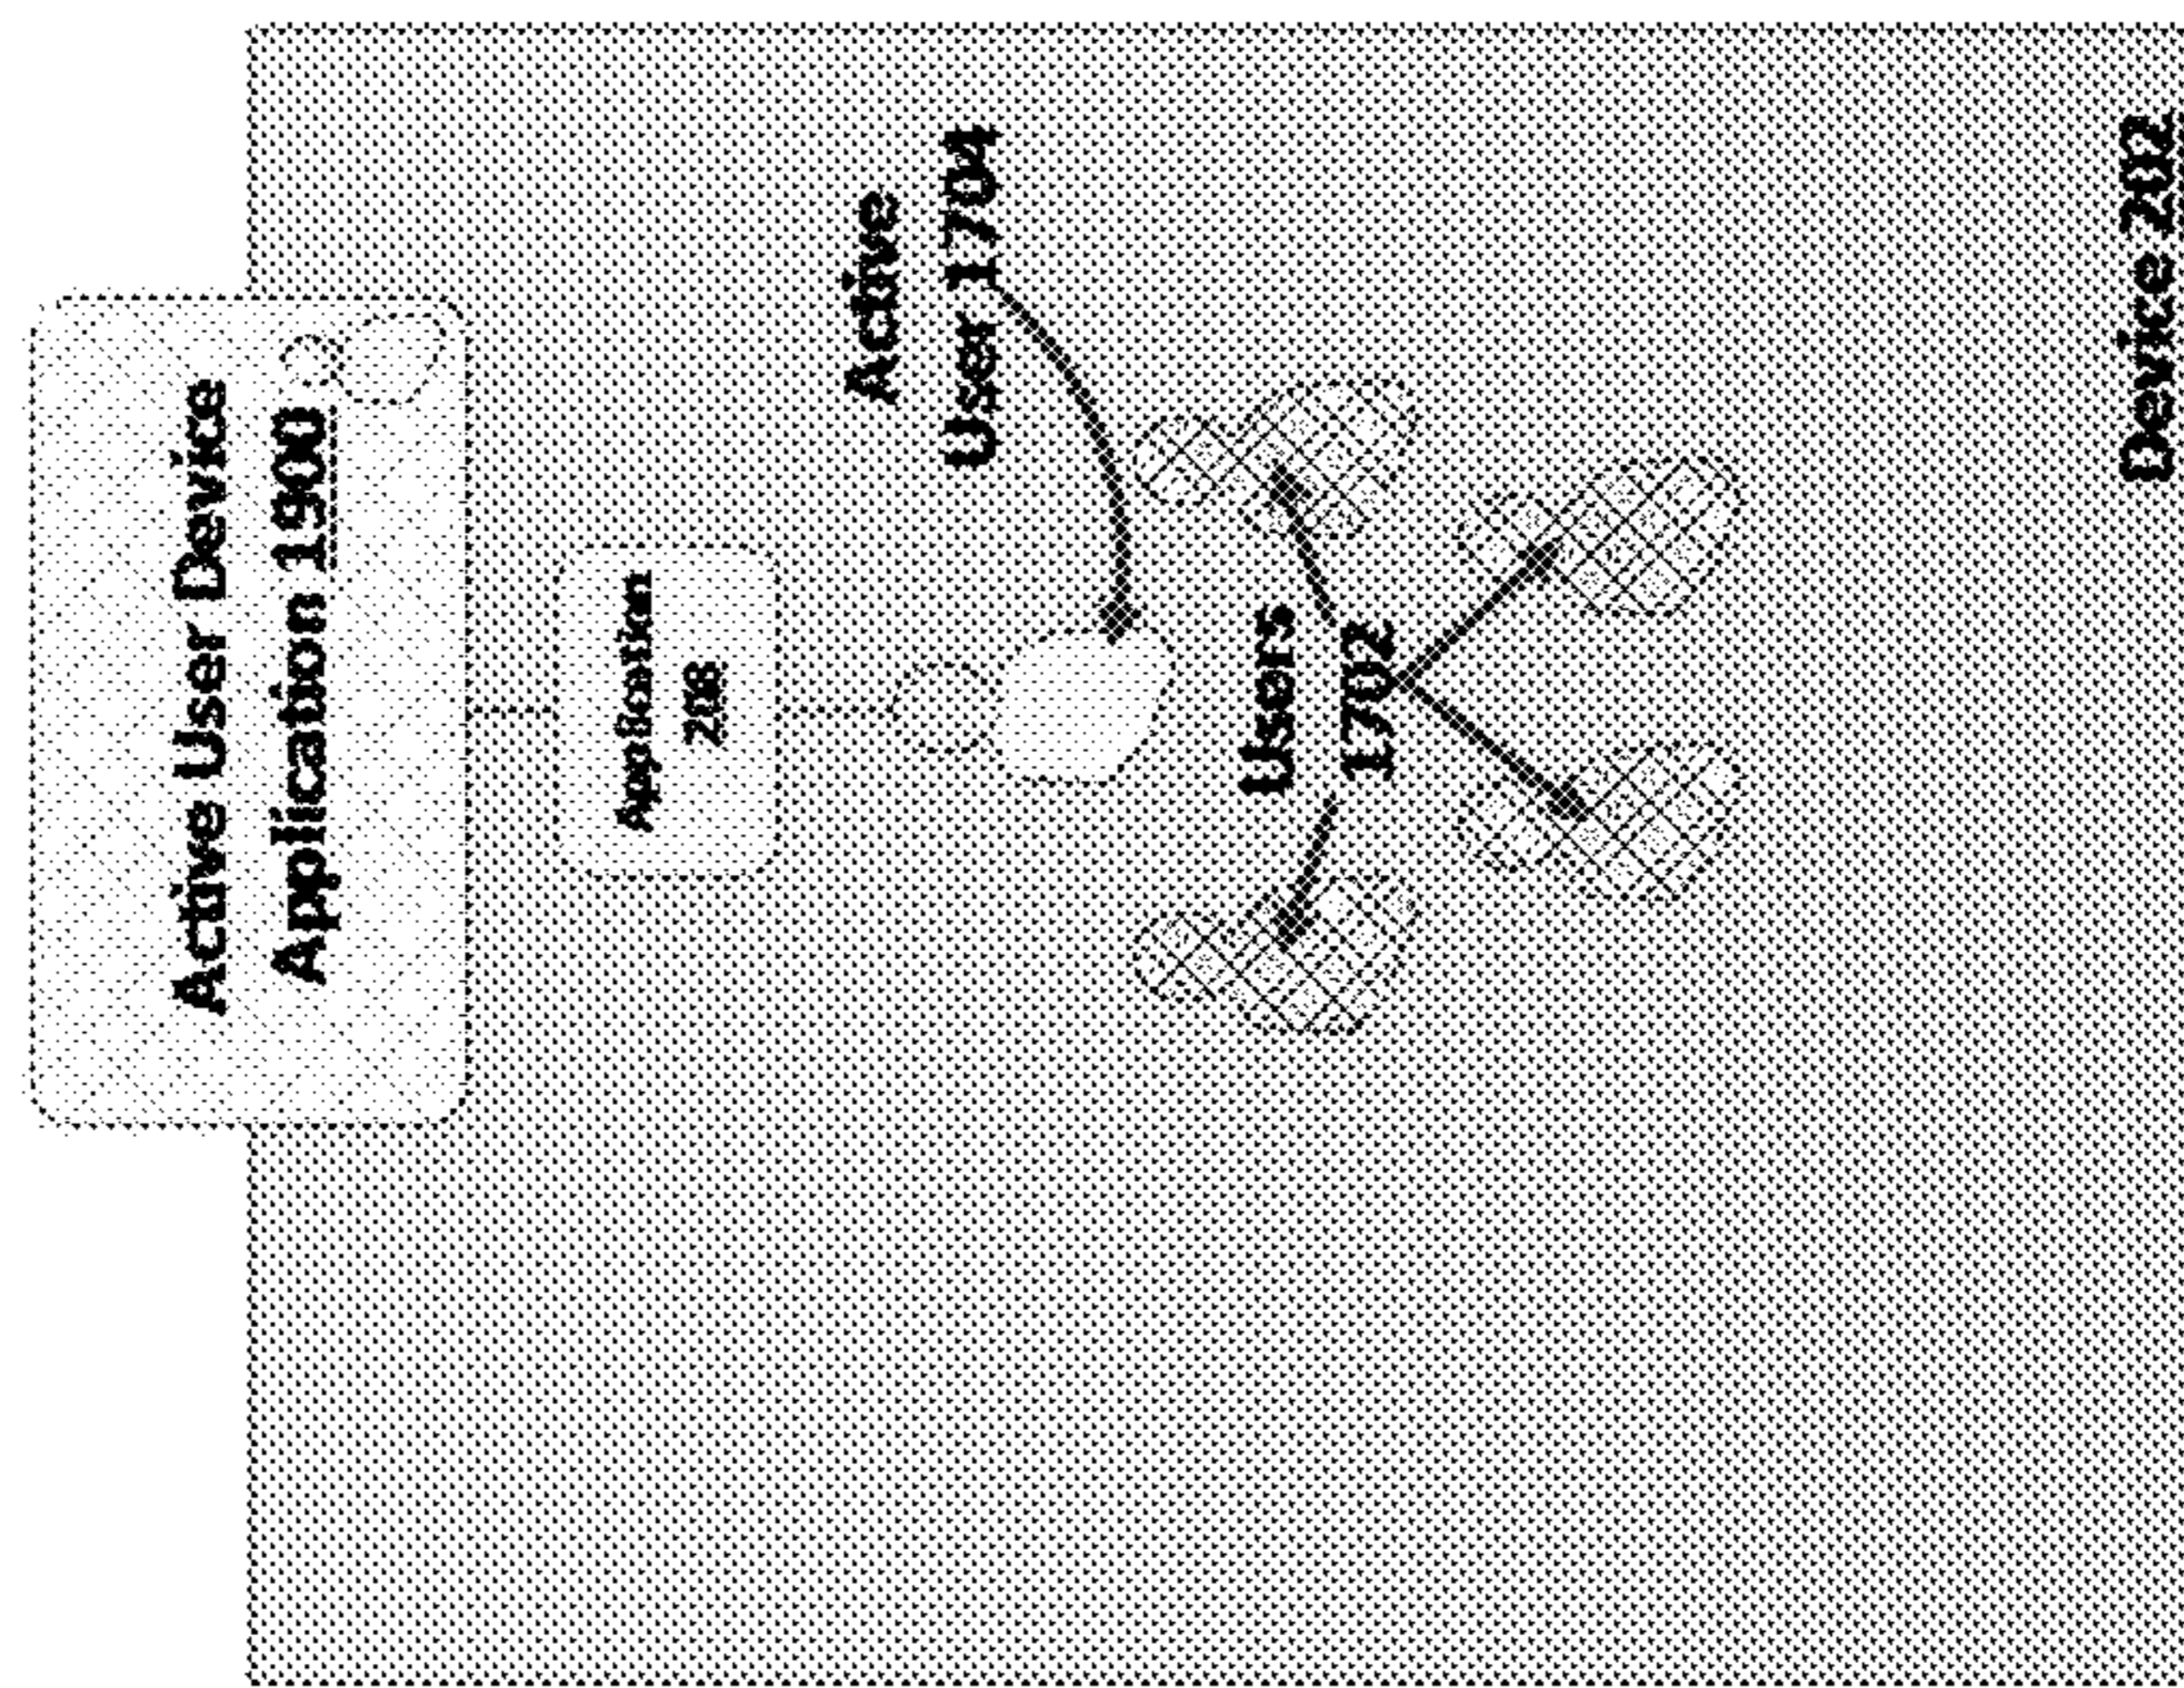 Active User Device
Application 1900
Application
208
Active
User 1704
Users
1702
Device 202